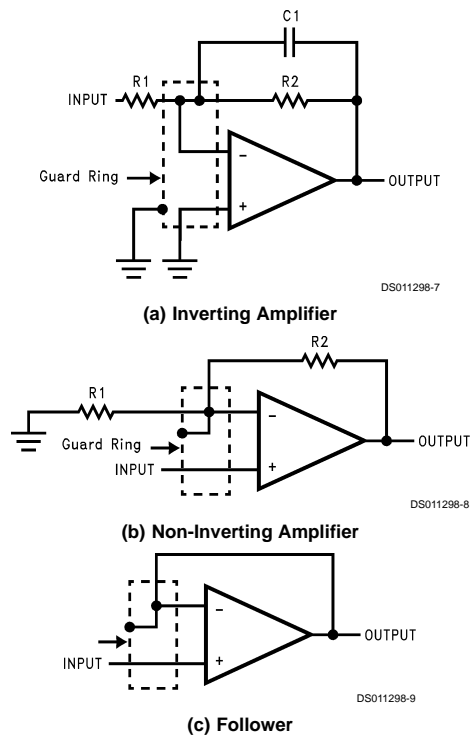 C1
R1
R2
INPUT
−
Guard Ring
+
OUTPUT
DS011298-7
(a) Inverting Amplifier
R2
R1
−
Guard Ring
OUTPUT
INPUT
+
DS011298-8
(b) Non-Inverting Amplifier
−
OUTPUT
INPUT
+
DS011298-9
(c) Follower